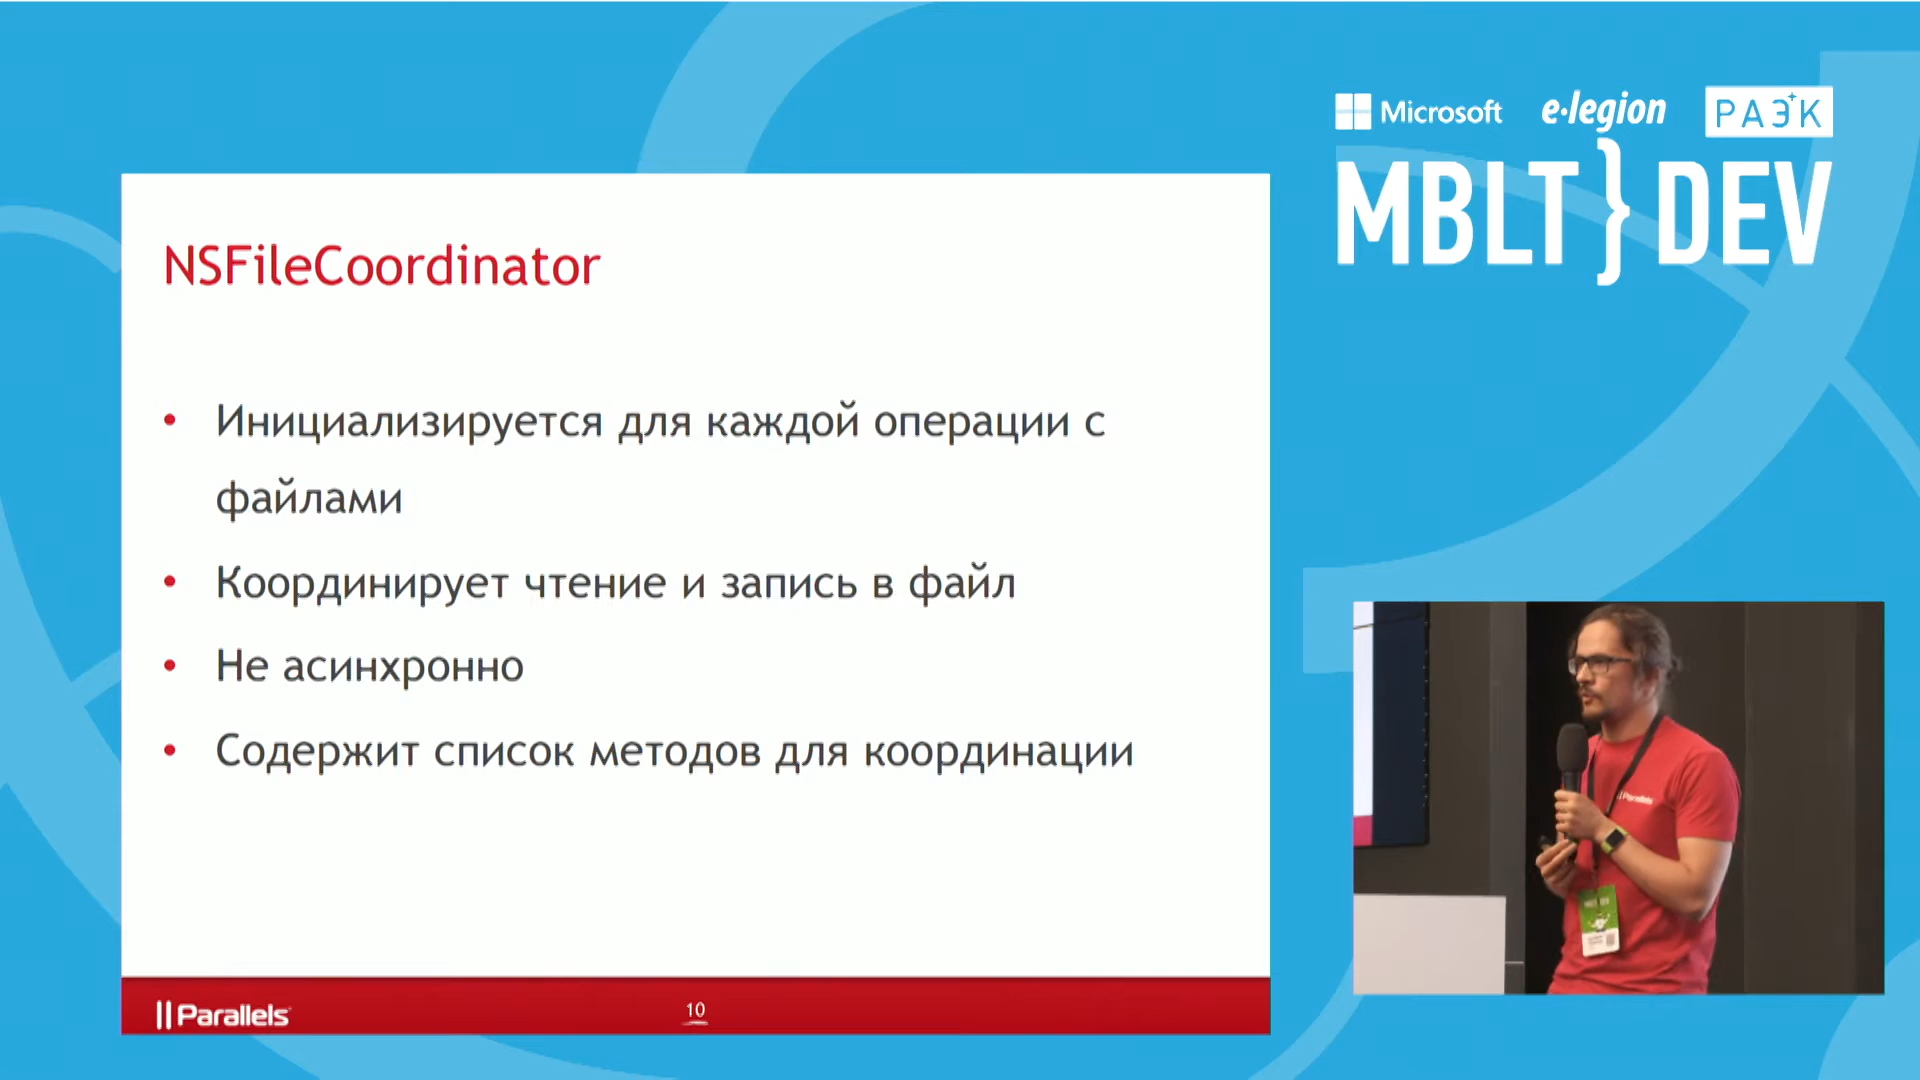 Microsoft e·legion РАЭК
MBLT}DEV
NSFileCoordinator
• Инициализируется для каждой операции с
файлами
• Координирует чтение и запись в файл
• Не асинхронно
• Содержит список методов для координации
Parallels
10
Parallels